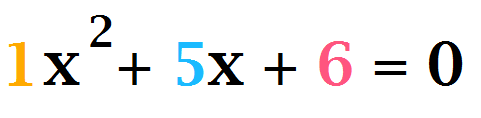 1x²+ 5x + 6 = 0